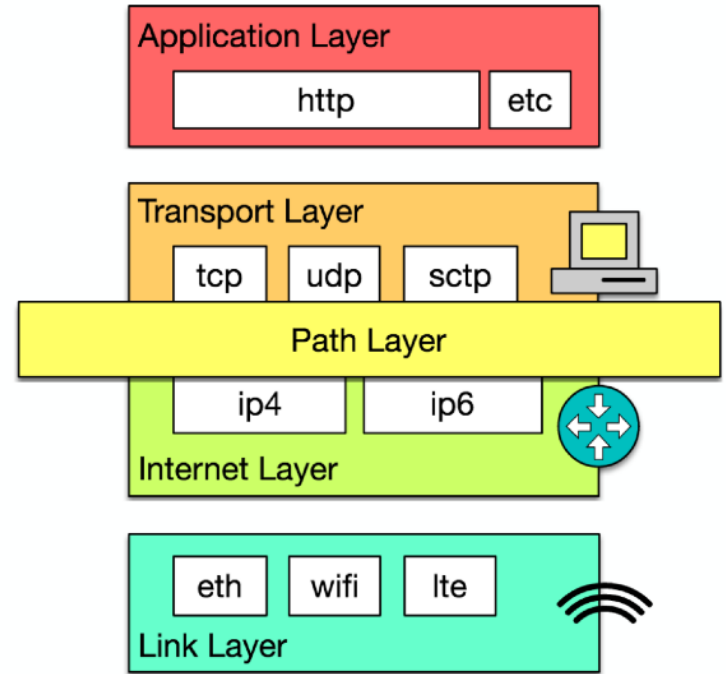 Application Layer
http etc
Transport Layer
tcp udp sctp
Path Layer
ip4 ip6
Internet Layer
eth wifi lte
Link Layer